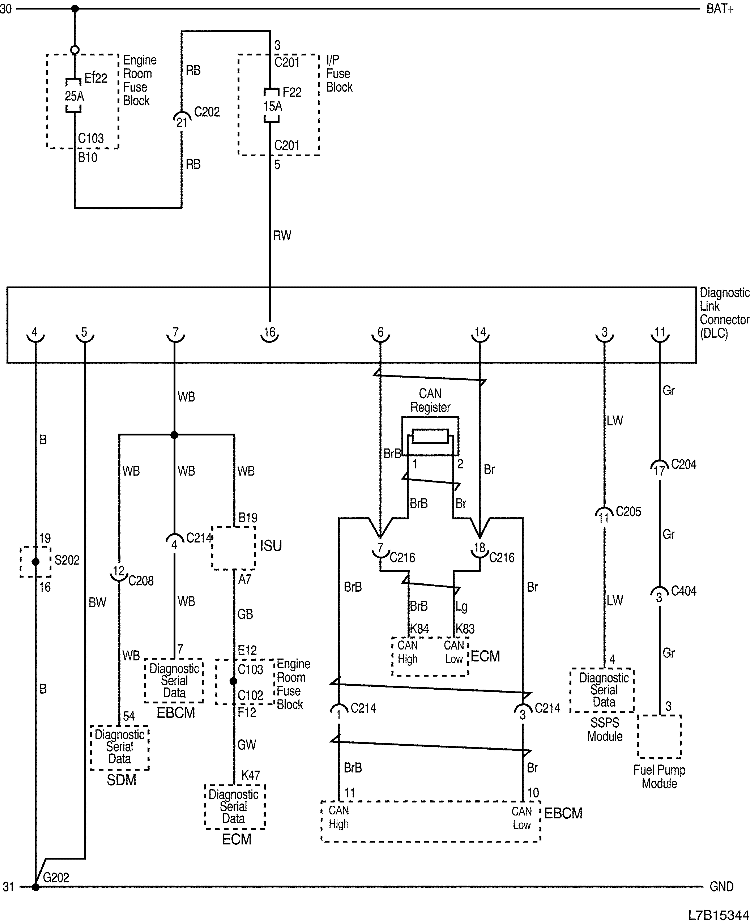 30
BAT+
Engine
Room
Fuse
Block
Ef22
25A
C103
B10
RB
21
C202
RB
3
C201
I/P
Fuse
Block
F22
15A
C201
5
RW
Diagnostic
Link
Connector
(DLC)
4
5
7
16
6
14
3
11
B
WB
WB
WB
WB
BrB
CAN
Register
1
2
BrB
Br
Br
LW
Gr
17
C204
19
S202
16
BW
12
C208
4
C214
B19
ISU
A7
7
C216
18
C216
11
C205
Gr
WB
WB
GB
BrB
BrB
Lg
Br
LW
3
C404
K84
K83
CAN
High
CAN
Low
ECM
B
7
Diagnostic
Serial
Data
EBCM
E12
C103
C102
F12
Engine
Room
Fuse
Block
4
Diagnostic
Serial
Data
SSPS
Module
Gr
54
Diagnostic
Serial
Data
SDM
GW
1
C214
3
C214
3
Fuel Pump
Module
K47
Diagnostic
Serial
Data
ECM
BrB
Br
11
10
CAN
High
CAN
Low
EBCM
G202
31
GND
L7B15344